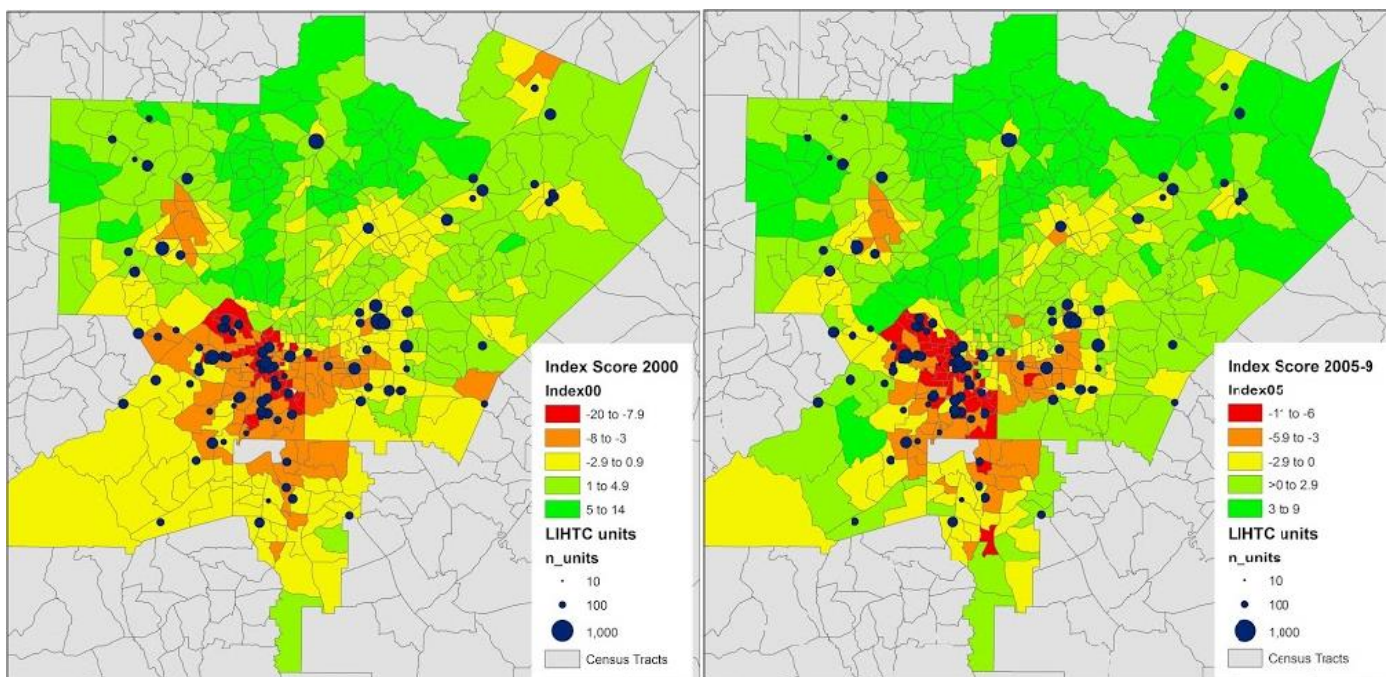 Index Score 2000
Index00
-20 to -7.9
-8 to -3
-2.9 to 0.9
1 to 4.9
5 to 14
LIHTC units
n_units
10
100
1,000
Census Tracts
Index Score 2005-9
Index05
-11 to -6
-5.9 to -3
-2.9 to 0
>0 to 2.9
3 to 9
LIHTC units
n_units
10
100
1,000
Census Tracts